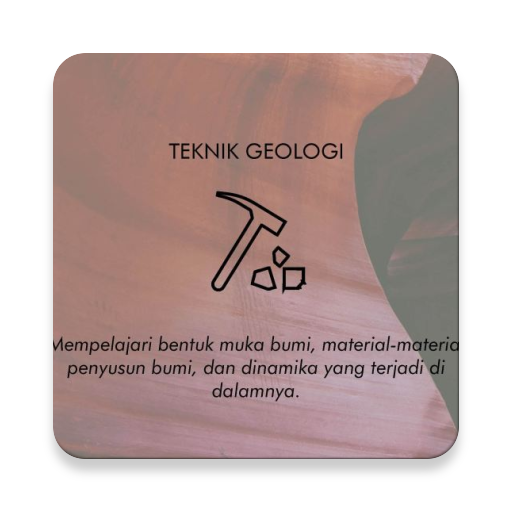 TEKNIK GEOLOGI
Mempelajari bentuk muka bumi, material-materia
penyusun bumi, dan dinamika yang terjadi di
dalamnya.